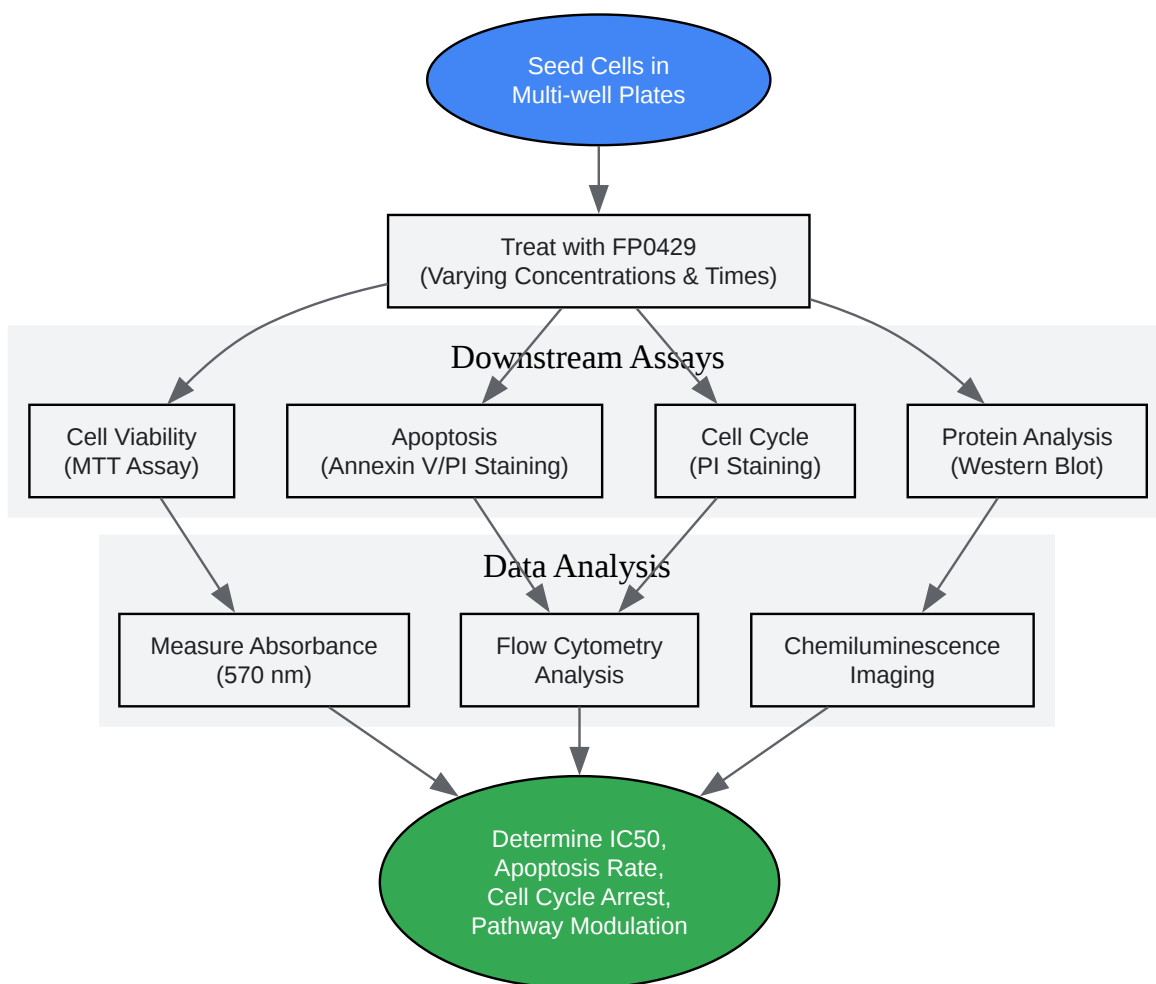 Seed Cells in
Multi-well Plates
Treat with FP0429
(Varying Concentrations & Times)
Downstream Assays
Cell Viability
(MTT Assay)
Apoptosis
(Annexin V/PI Staining)
Cell Cycle
(PI Staining)
Protein Analysis
(Western Blot)
Data Analysis
Measure Absorbance
(570 nm)
Flow Cytometry
Analysis
Chemiluminescence
Imaging
Determine IC50,
Apoptosis Rate,
Cell Cycle Arrest,
Pathway Modulation